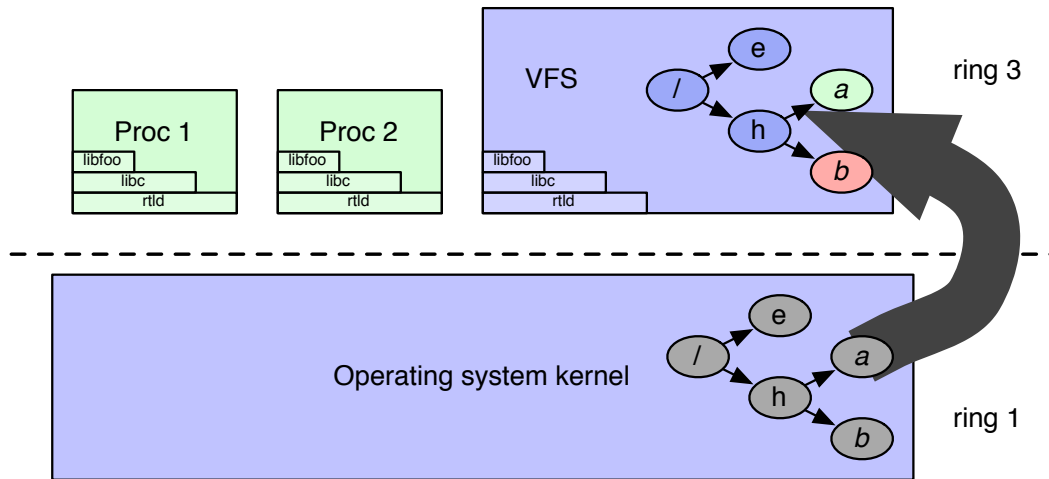 VFS
e
/
h
a
b
ring 3
Proc 1
libfoo
libc
rtld
Proc 2
libfoo
libc
rtld
libfoo
libc
rtld
Operating system kernel
e
/
h
a
b
ring 1